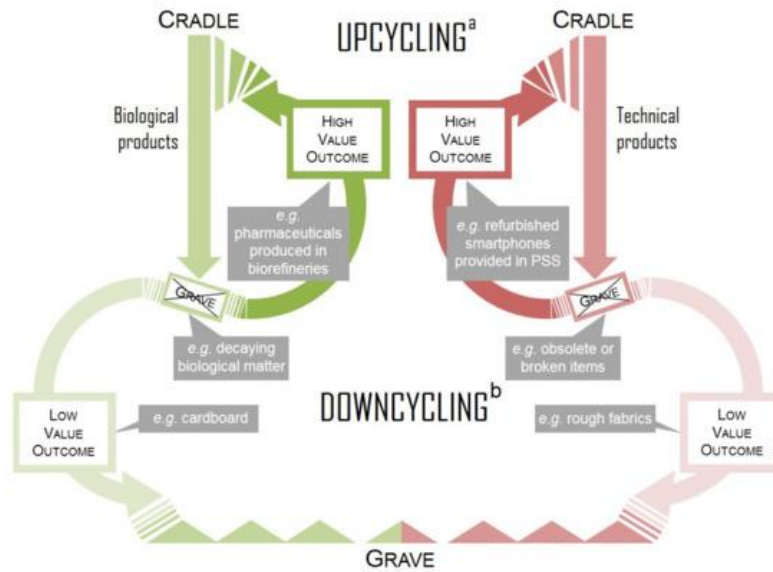 CRADLE
UPCYCLINGa
CRADLE
Biological
products
HIGH
VALUE
OUTCOME
HIGH
VALUE
OUTCOME
Technical
products
e.g.
pharmaceuticals
produced in
biorefineries
e.g. refurbished
smartphones
provided in PSS
GRAVE
GRAVE
e.g. decaying
biological matter
e.g. obsolete or
broken items
LOW
VALUE
OUTCOME
e.g. cardboard
DOWNCYCLINGb
e.g. rough fabrics
LOW
VALUE
OUTCOME
GRAVE